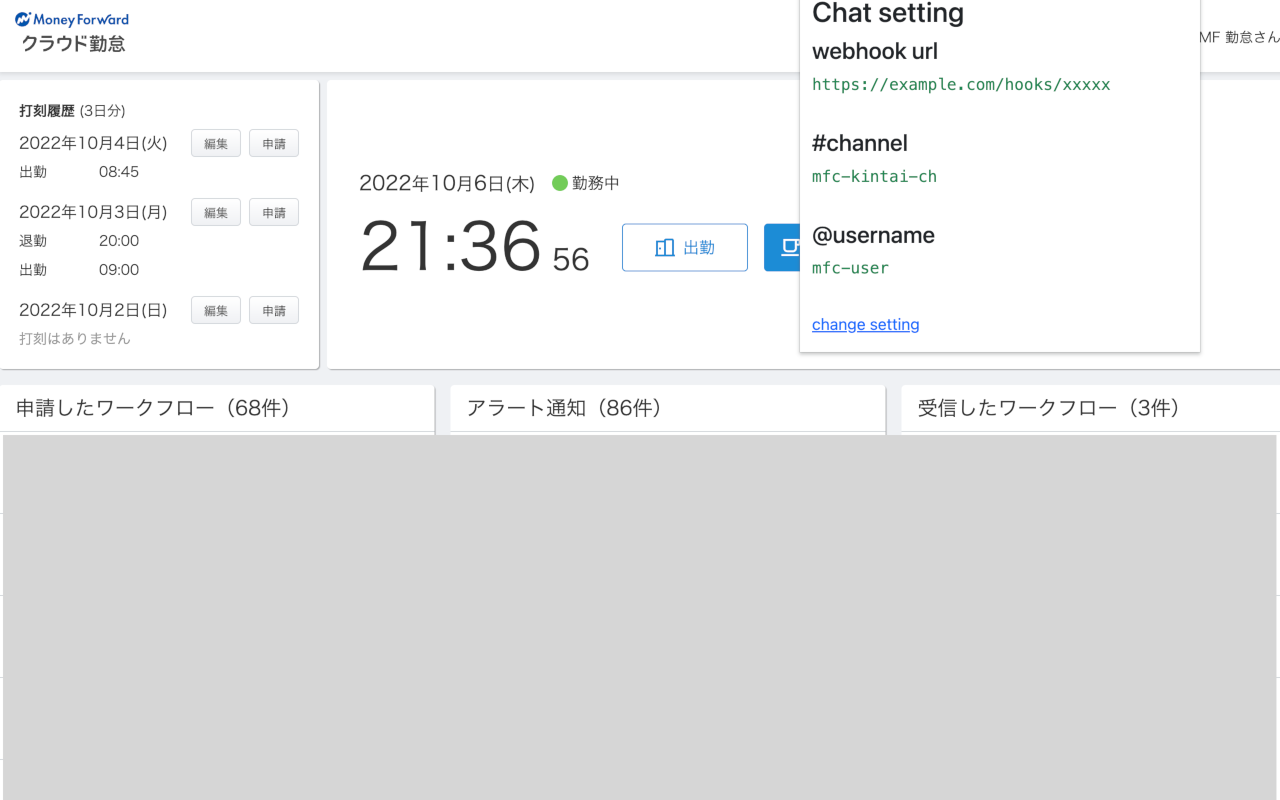 Money Forward
クラウド勤怠
MF 勤怠さん
打刻履歴 (3日分)
2022年10月4日(火) 編集 申請
出勤 08:45
2022年10月3日(月) 編集 申請
退勤 20:00
出勤 09:00
2022年10月2日(日) 編集 申請
打刻はありません
2022年10月6日(木) 勤務中
21:36 56
出勤
Chat setting
webhook url
https://example.com/hooks/xxxxx
#channel
mfc-kintai-ch
@username
mfc-user
change setting
申請したワークフロー（68件）
アラート通知（86件）
受信したワークフロー（3件）